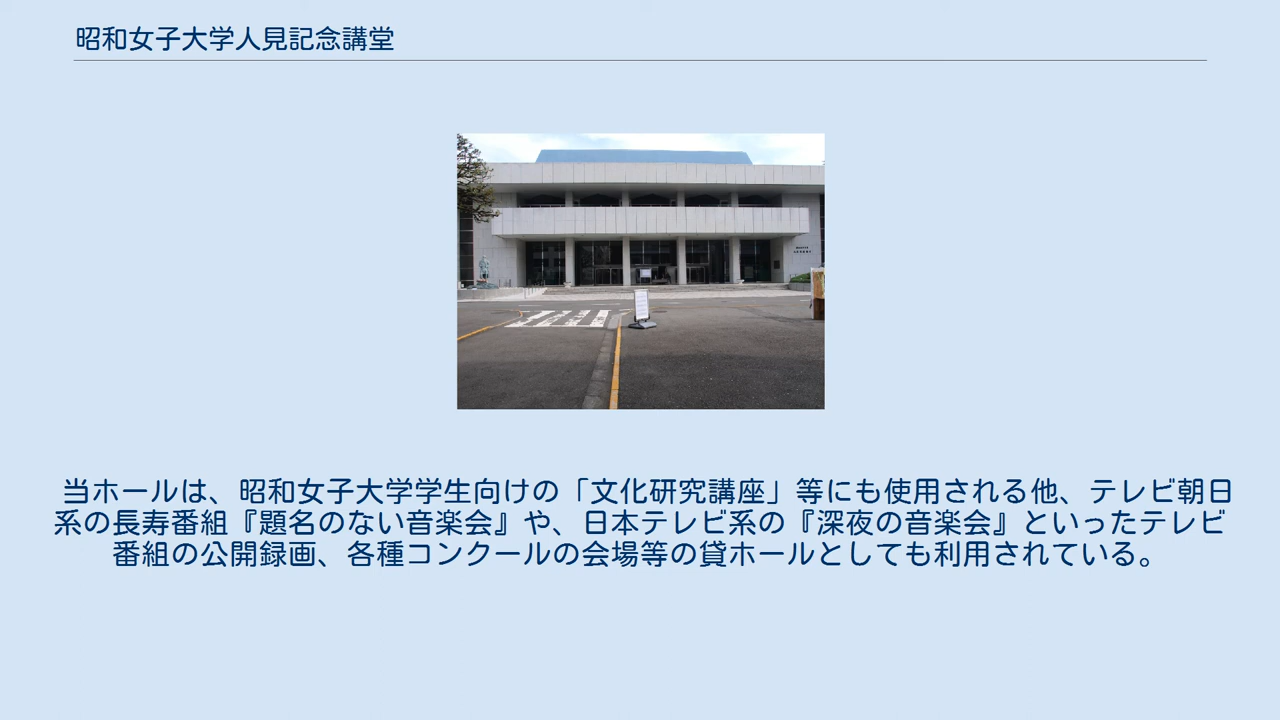 昭和女子大学人見記念講堂
当ホールは、昭和女子大学学生向けの「文化研究講座」等にも使用される他、テレビ朝日
系の長寿番組『題名のない音楽会』や、日本テレビ系の『深夜の音楽会』といったテレビ
番組の公開録画、各種コンクールの会場等の貸ホールとしても利用されている。